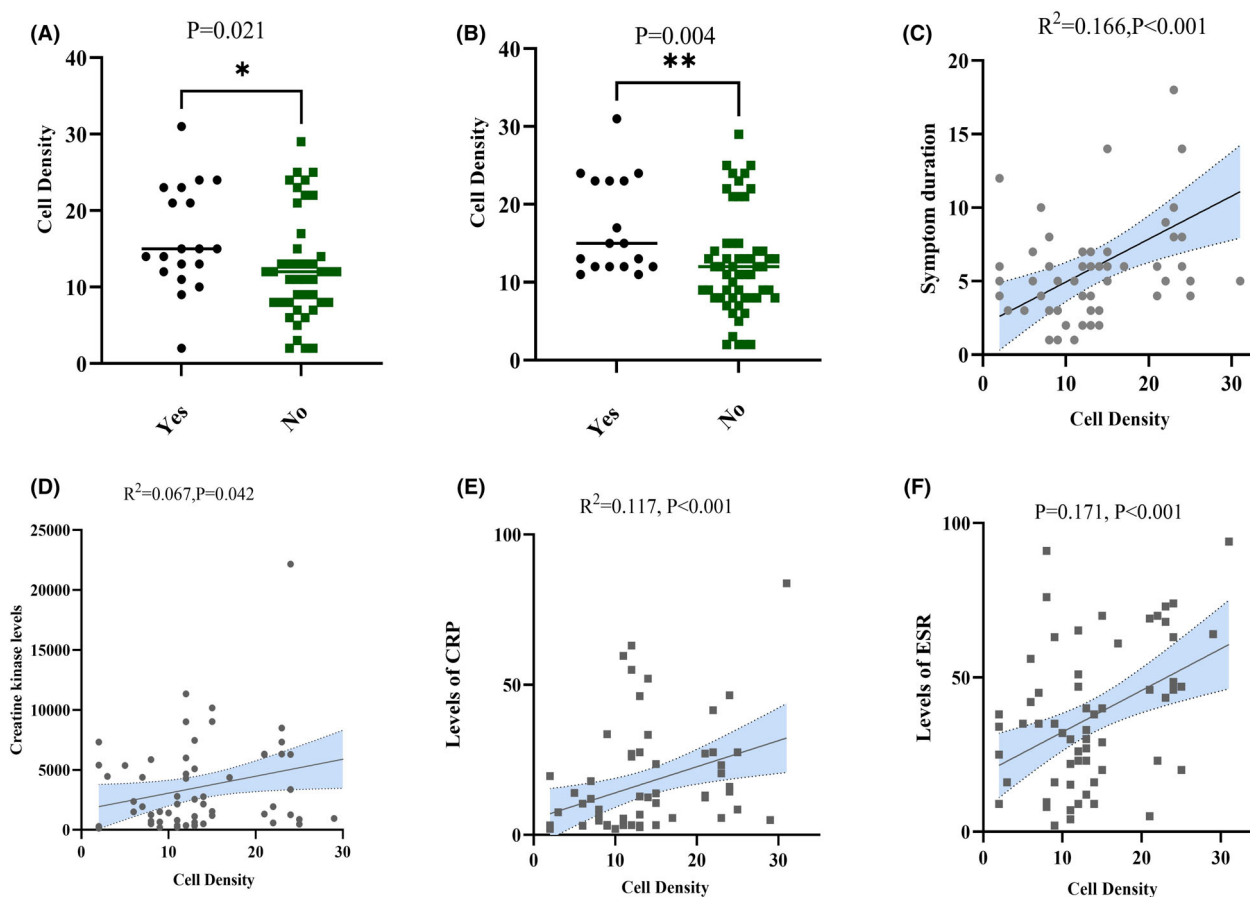 (A)
P=0.021
*
Cell Density
40
30
20
10
0
Yes
No
(B)
P=0.004
**
Cell Density
40
30
20
10
0
Yes
No
(C)
R²=0.166,P<0.001
Symptom duration
20
15
10
5
0
0
10
20
30
Cell Density
(D)
R²=0.067,P=0.042
Creatine kinase levels
25000
20000
15000
10000
5000
0
0
10
20
30
Cell Density
(E)
R²=0.117, P<0.001
Levels of CRP
100
50
0
0
10
20
30
Cell Density
(F)
P=0.171, P<0.001
Levels of ESR
100
50
0
0
10
20
30
Cell Density